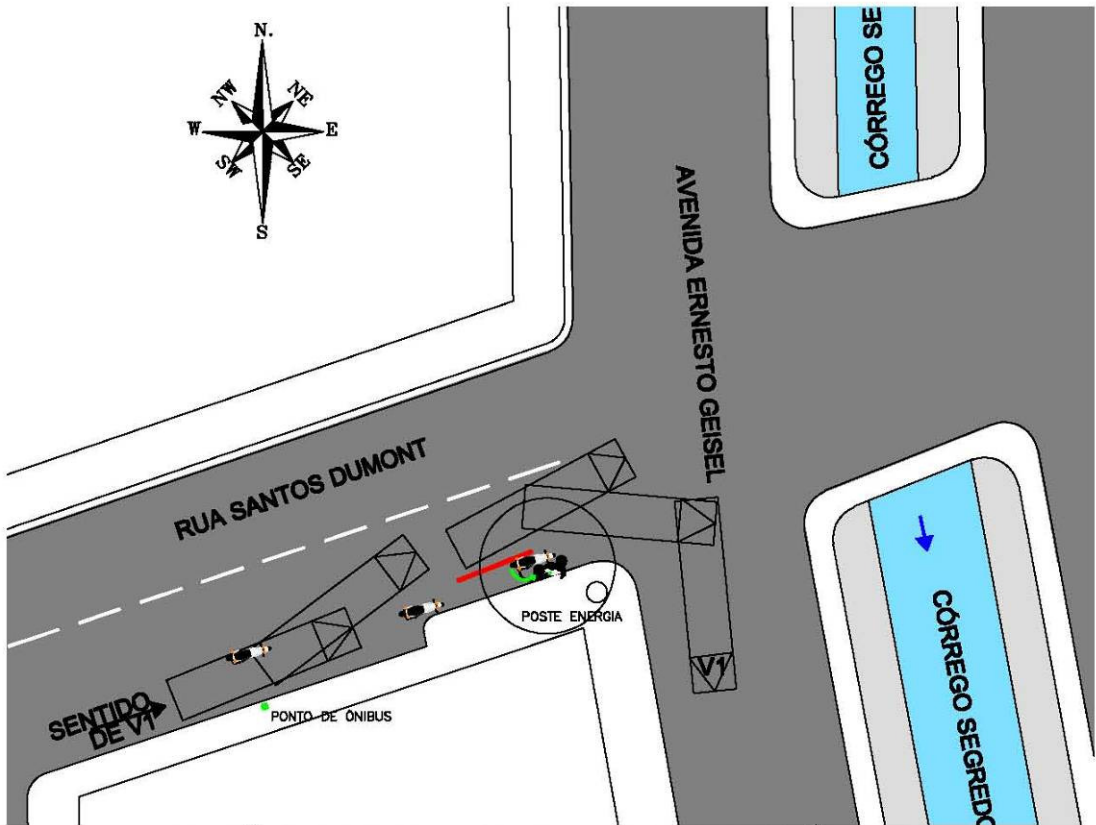 N.
NW NE
W E
SW SE
S
CÓRREGO SE
AVENIDA ERNESTO GEISEL
RUA SANTOS DUMONT
POSTE ENERGIA
V1
SENTIDO
DE V1
PONTO DE ÔNIBUS
CÓRREGO SEGREDO